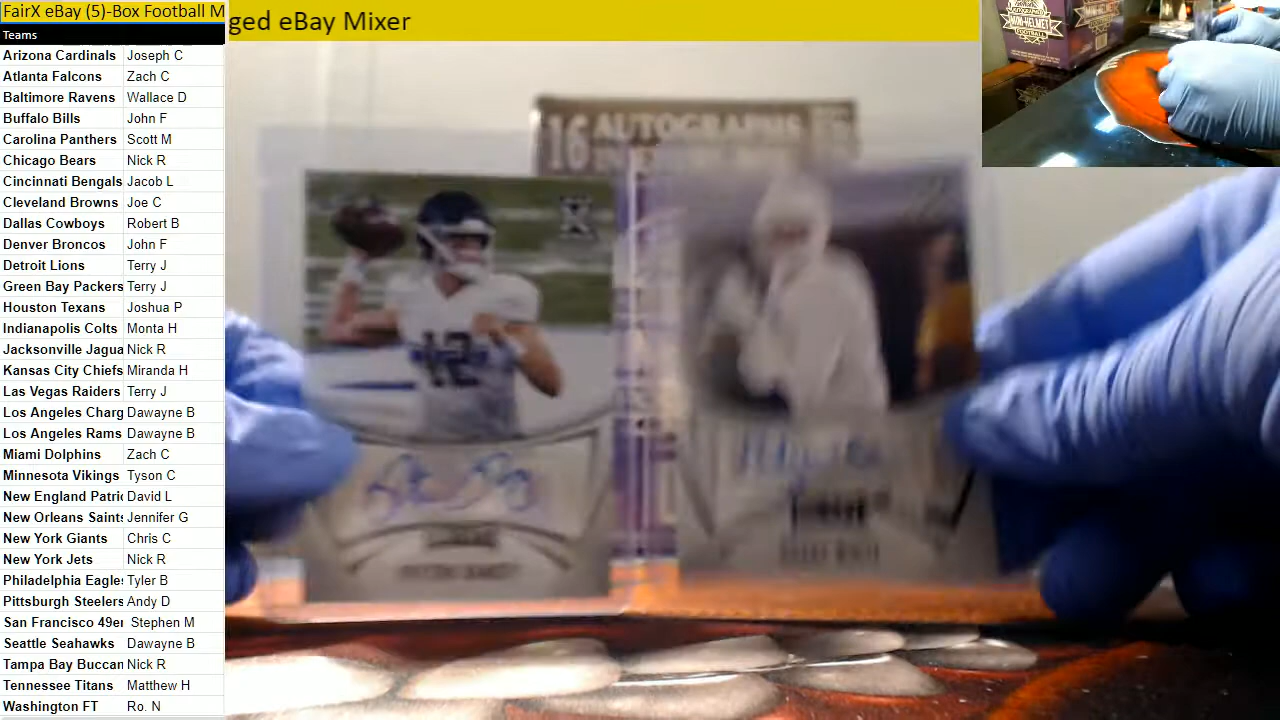 FairX eBay (5)-Box Football M
ged eBay Mixer
Teams
Arizona Cardinals Joseph C
Atlanta Falcons Zach C
Baltimore Ravens Wallace D
Buffalo Bills John F
Carolina Panthers Scott M
Chicago Bears Nick R
Cincinnati Bengals Jacob L
Cleveland Browns Joe C
Dallas Cowboys Robert B
Denver Broncos John F
Detroit Lions Terry J
Green Bay Packers Terry J
Houston Texans Joshua P
Indianapolis Colts Monta H
Jacksonville Jagua Nick R
Kansas City Chiefs Miranda H
Las Vegas Raiders Terry J
Los Angeles Charg Dawayne B
Los Angeles Rams Dawayne B
Miami Dolphins Zach C
Minnesota Vikings Tyson C
New England Patric David L
New Orleans Saints Jennifer G
New York Giants Chris C
New York Jets Nick R
Philadelphia Eagle Tyler B
Pittsburgh Steelers Andy D
San Francisco 49er Stephen M
Seattle Seahawks Dawayne B
Tampa Bay Buccan Nick R
Tennessee Titans Matthew H
Washington FT Ro. N
16 AUTOGRAPHS
12
MINI-HELMET
FOOTBALL